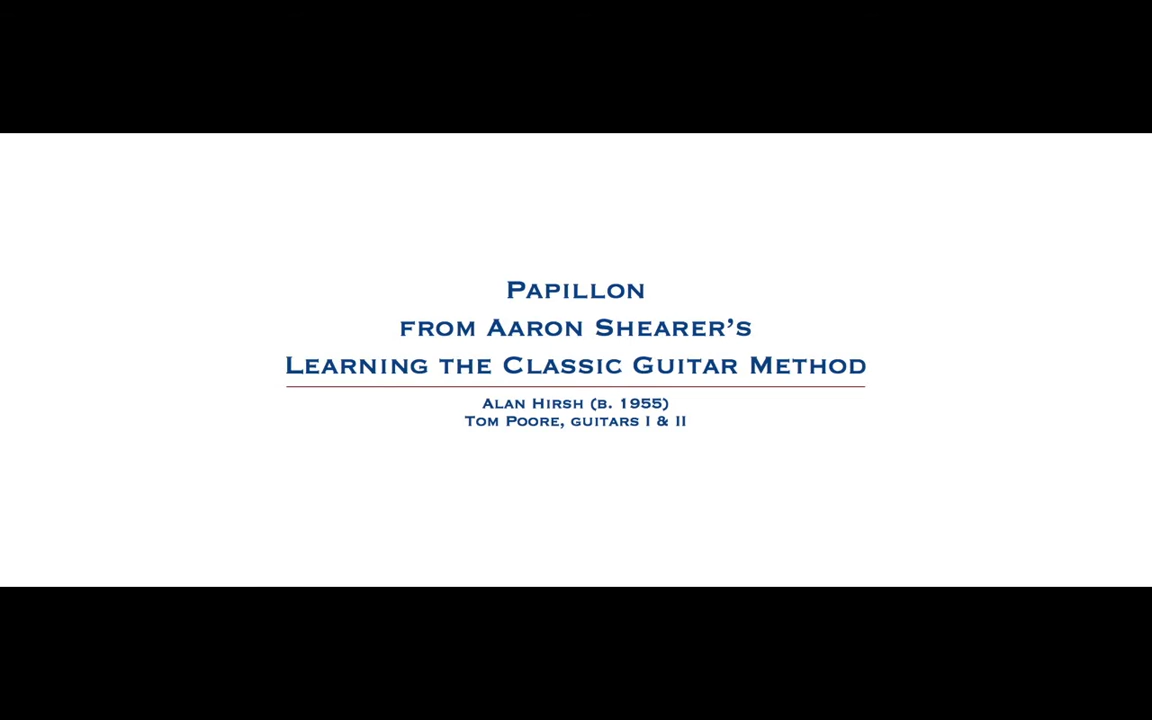 Papillon
from Aaron Shearer’s
Learning the Classic Guitar Method
Alan Hirsh (b. 1955)
Tom Poore, guitars I & II